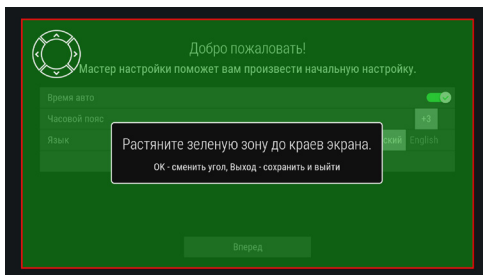 Добро пожаловать!
Мастер настройки поможет вам произвести начальную настройку.
Время авто
Часовой пояс +3
Язык ский English
Растяните зеленую зону до краев экрана.
OK - сменить угол, Выход - сохранить и выйти
Вперед